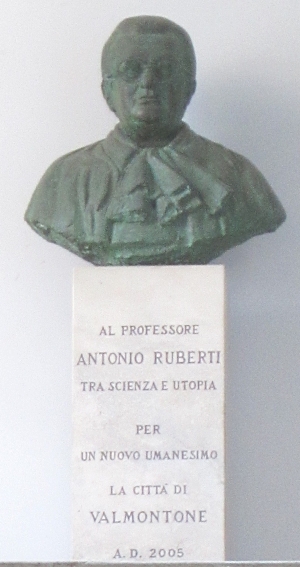 AL PROFESSORE
ANTONIO RUBERTI
TRA SCIENZA E UTOPIA
PER
UN NUOVO UMANESIMO
LA CITTÀ DI
VALMONTONE
A.D. 2005